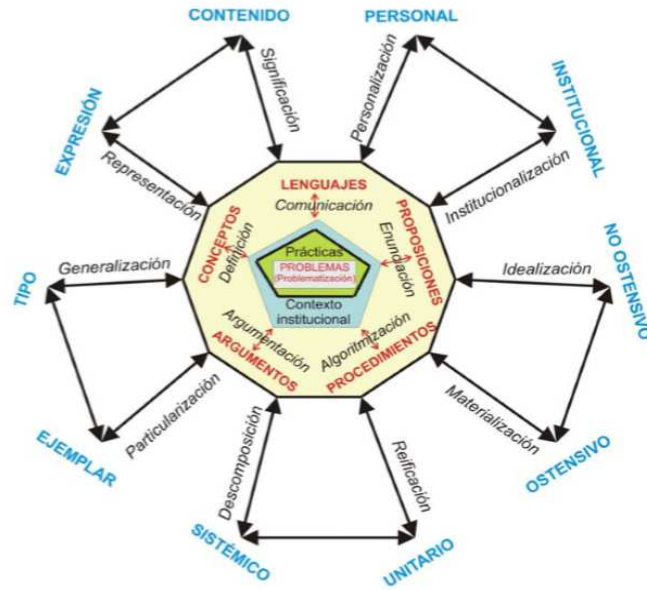 CONTENIDO
PERSONAL
Significación
Personalización
EXPRESIÓN
INSTITUCIONAL
Representación
Institucionalización
LENGUAJES
Comunicación
CONCEPTOS
Definición
PROPOSICIONES
Enunciación
Prácticas
PROBLEMAS
(Problematización)
Contexto
institucional
TIPO
Generalización
Idealización
NO OSTENSIVO
Argumentación
ARGUMENTOS
Algoritmización
PROCEDIMIENTOS
EJEMPLAR
Particularización
Materialización
OSTENSIVO
Descomposición
Reificación
SISTÉMICO
UNITARIO